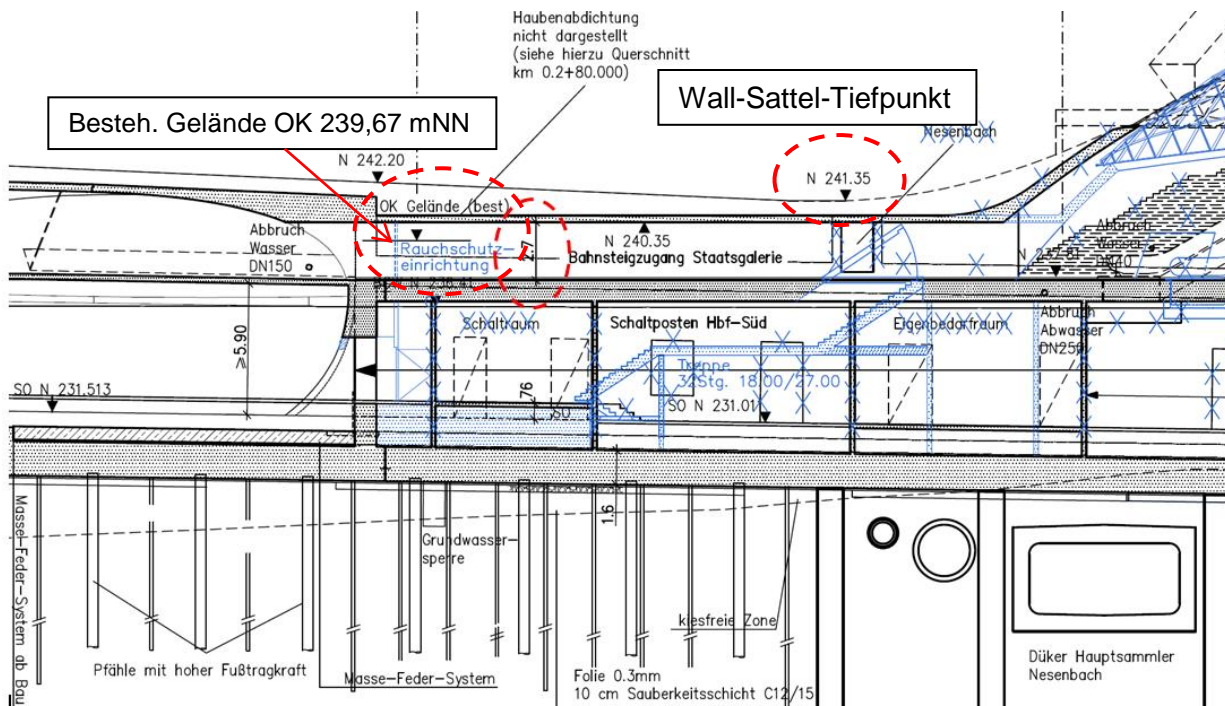 Haubenabdichtung
nicht dargestellt
(siehe hierzu Querschnitt
km 0.2+80.000)
Besteh. Gelände OK 239,67 mNN
Wall-Sattel-Tiefpunkt
Nesenbach
N 242.20
N 241.35
OK Gelände (best)
Abbruch
Wasser
DN150
Rauchschutz-
einrichtung
N 240.35
Bahnsteigzugang Staatsgalerie
Abbruch
Wasser
≥5.90
Schaltraum
Schaltposten Hbf-Süd
Eigenbedarfraum
Abbruch
Abwasser
DN250
Treppe
32Stg. 18.00/27.00
76
SO N 231.513
SO
SO N 231.01
1.6
Grundwasser-
sperre
kiesfreie Zone
Masse-Feder-System ab Bau
Pfähle mit hoher Fußtragkraft
Masse-Feder-System
Folie 0.3mm
10 cm Sauberkeitsschicht C12/15
Düker Hauptsammler
Nesenbach